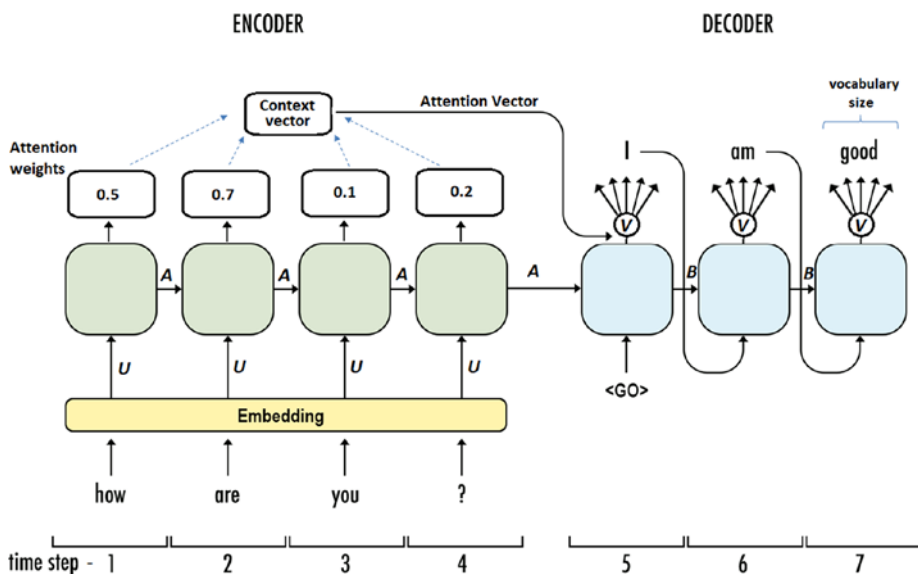 ENCODER
DECODER
Context
vector
Attention Vector
vocabulary
size
Attention
weights
I
am
good
0.5
0.7
0.1
0.2
V
V
V
A
A
A
A
B
B
U
U
U
U
<GO>
Embedding
how
are
you
?
time step - 1
2
3
4
5
6
7